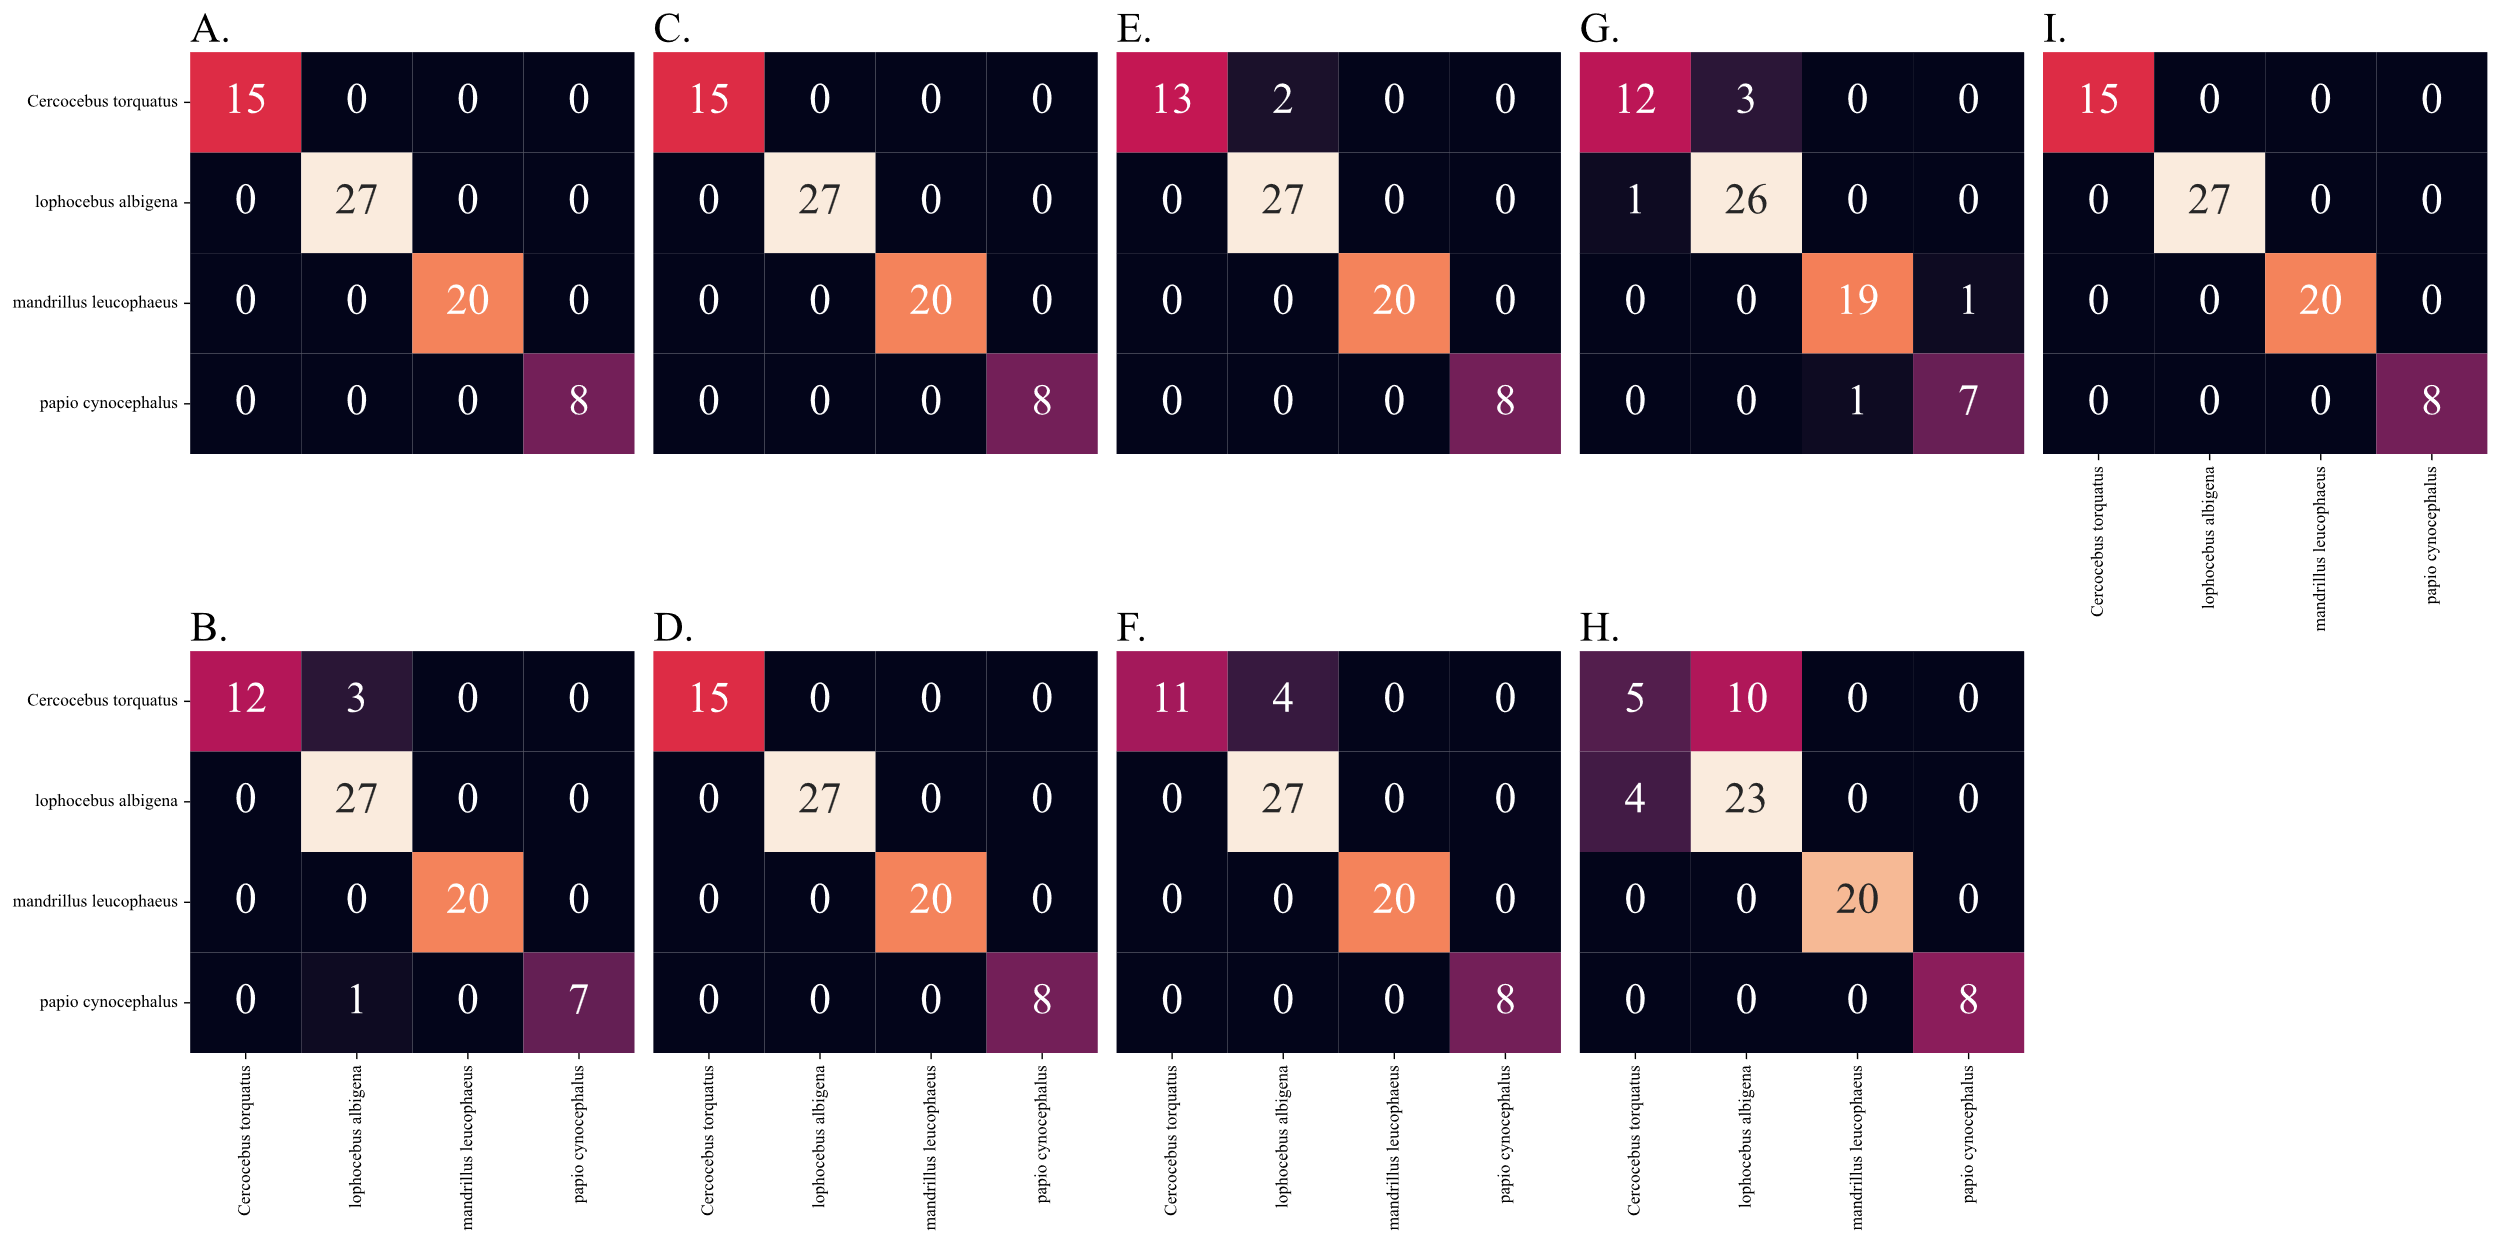 A. C. E. G. I.
Cercocebus torquatus 15 0 0 0 15 0 0 0 13 2 0 0 12 3 0 0 15 0 0 0
lophocebus albigena 0 27 0 0 0 27 0 0 0 27 0 0 1 26 0 0 0 27 0 0
mandrillus leucophaeus 0 0 20 0 0 0 20 0 0 0 20 0 0 0 19 1 0 0 20 0
papio cynocephalus 0 0 0 8 0 0 0 8 0 0 0 8 0 0 1 7 0 0 0 8
Cercocebus torquatus
lophocebus albigena
mandrillus leucophaeus
papio cynocephalus
B. D. F. H.
Cercocebus torquatus 12 3 0 0 15 0 0 0 11 4 0 0 5 10 0 0
lophocebus albigena 0 27 0 0 0 27 0 0 0 27 0 0 4 23 0 0
mandrillus leucophaeus 0 0 20 0 0 0 20 0 0 0 20 0 0 0 20 0
papio cynocephalus 0 1 0 7 0 0 0 8 0 0 0 8 0 0 0 8
Cercocebus torquatus
lophocebus albigena
mandrillus leucophaeus
papio cynocephalus
Cercocebus torquatus
lophocebus albigena
mandrillus leucophaeus
papio cynocephalus
Cercocebus torquatus
lophocebus albigena
mandrillus leucophaeus
papio cynocephalus
Cercocebus torquatus
lophocebus albigena
mandrillus leucophaeus
papio cynocephalus